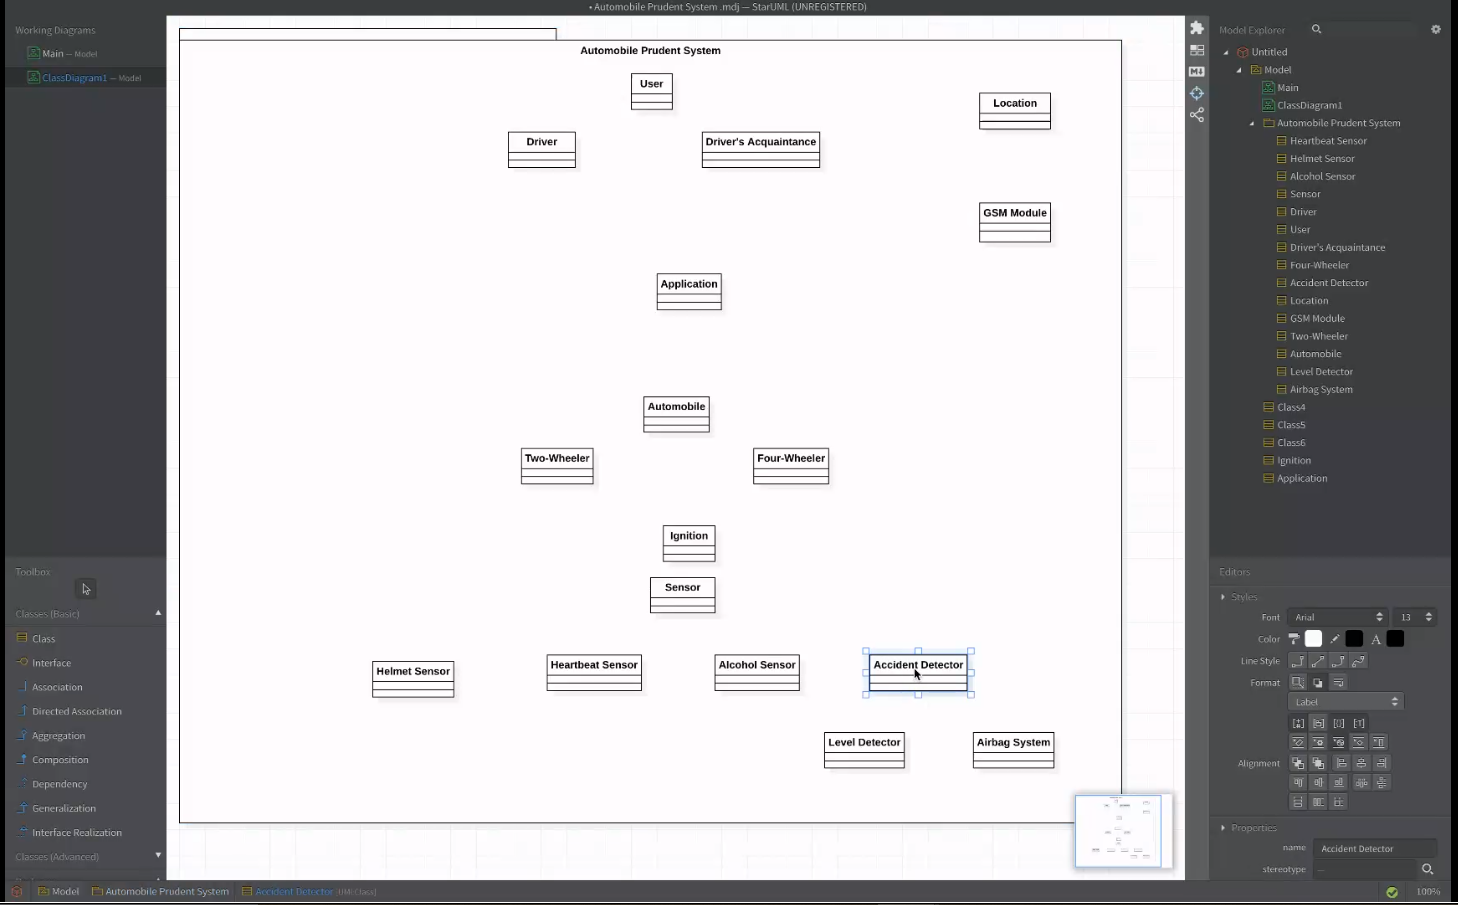 • Automobile Prudent System .mdj — StarUML (UNREGISTERED)
Working Diagrams
Main — Model
ClassDiagram1 — Model
Toolbox
Classes (Basic)
Class
Interface
Association
Directed Association
Aggregation
Composition
Dependency
Generalization
Interface Realization
Classes (Advanced)
Automobile Prudent System
User
Location
Driver
Driver's Acquaintance
GSM Module
Application
Automobile
Two-Wheeler
Four-Wheeler
Ignition
Sensor
Helmet Sensor
Heartbeat Sensor
Alcohol Sensor
Accident Detector
Level Detector
Airbag System
Model Explorer
Untitled
Model
Main
ClassDiagram1
Automobile Prudent System
Heartbeat Sensor
Helmet Sensor
Alcohol Sensor
Sensor
Driver
User
Driver's Acquaintance
Four-Wheeler
Accident Detector
Location
GSM Module
Two-Wheeler
Automobile
Level Detector
Airbag System
Class4
Class5
Class6
Ignition
Application
Editors
Styles
Font Arial 13
Color A
Line Style
Format
Label
Alignment
Properties
name Accident Detector
stereotype —
Model Automobile Prudent System Accident Detector (UMLClass) 100%